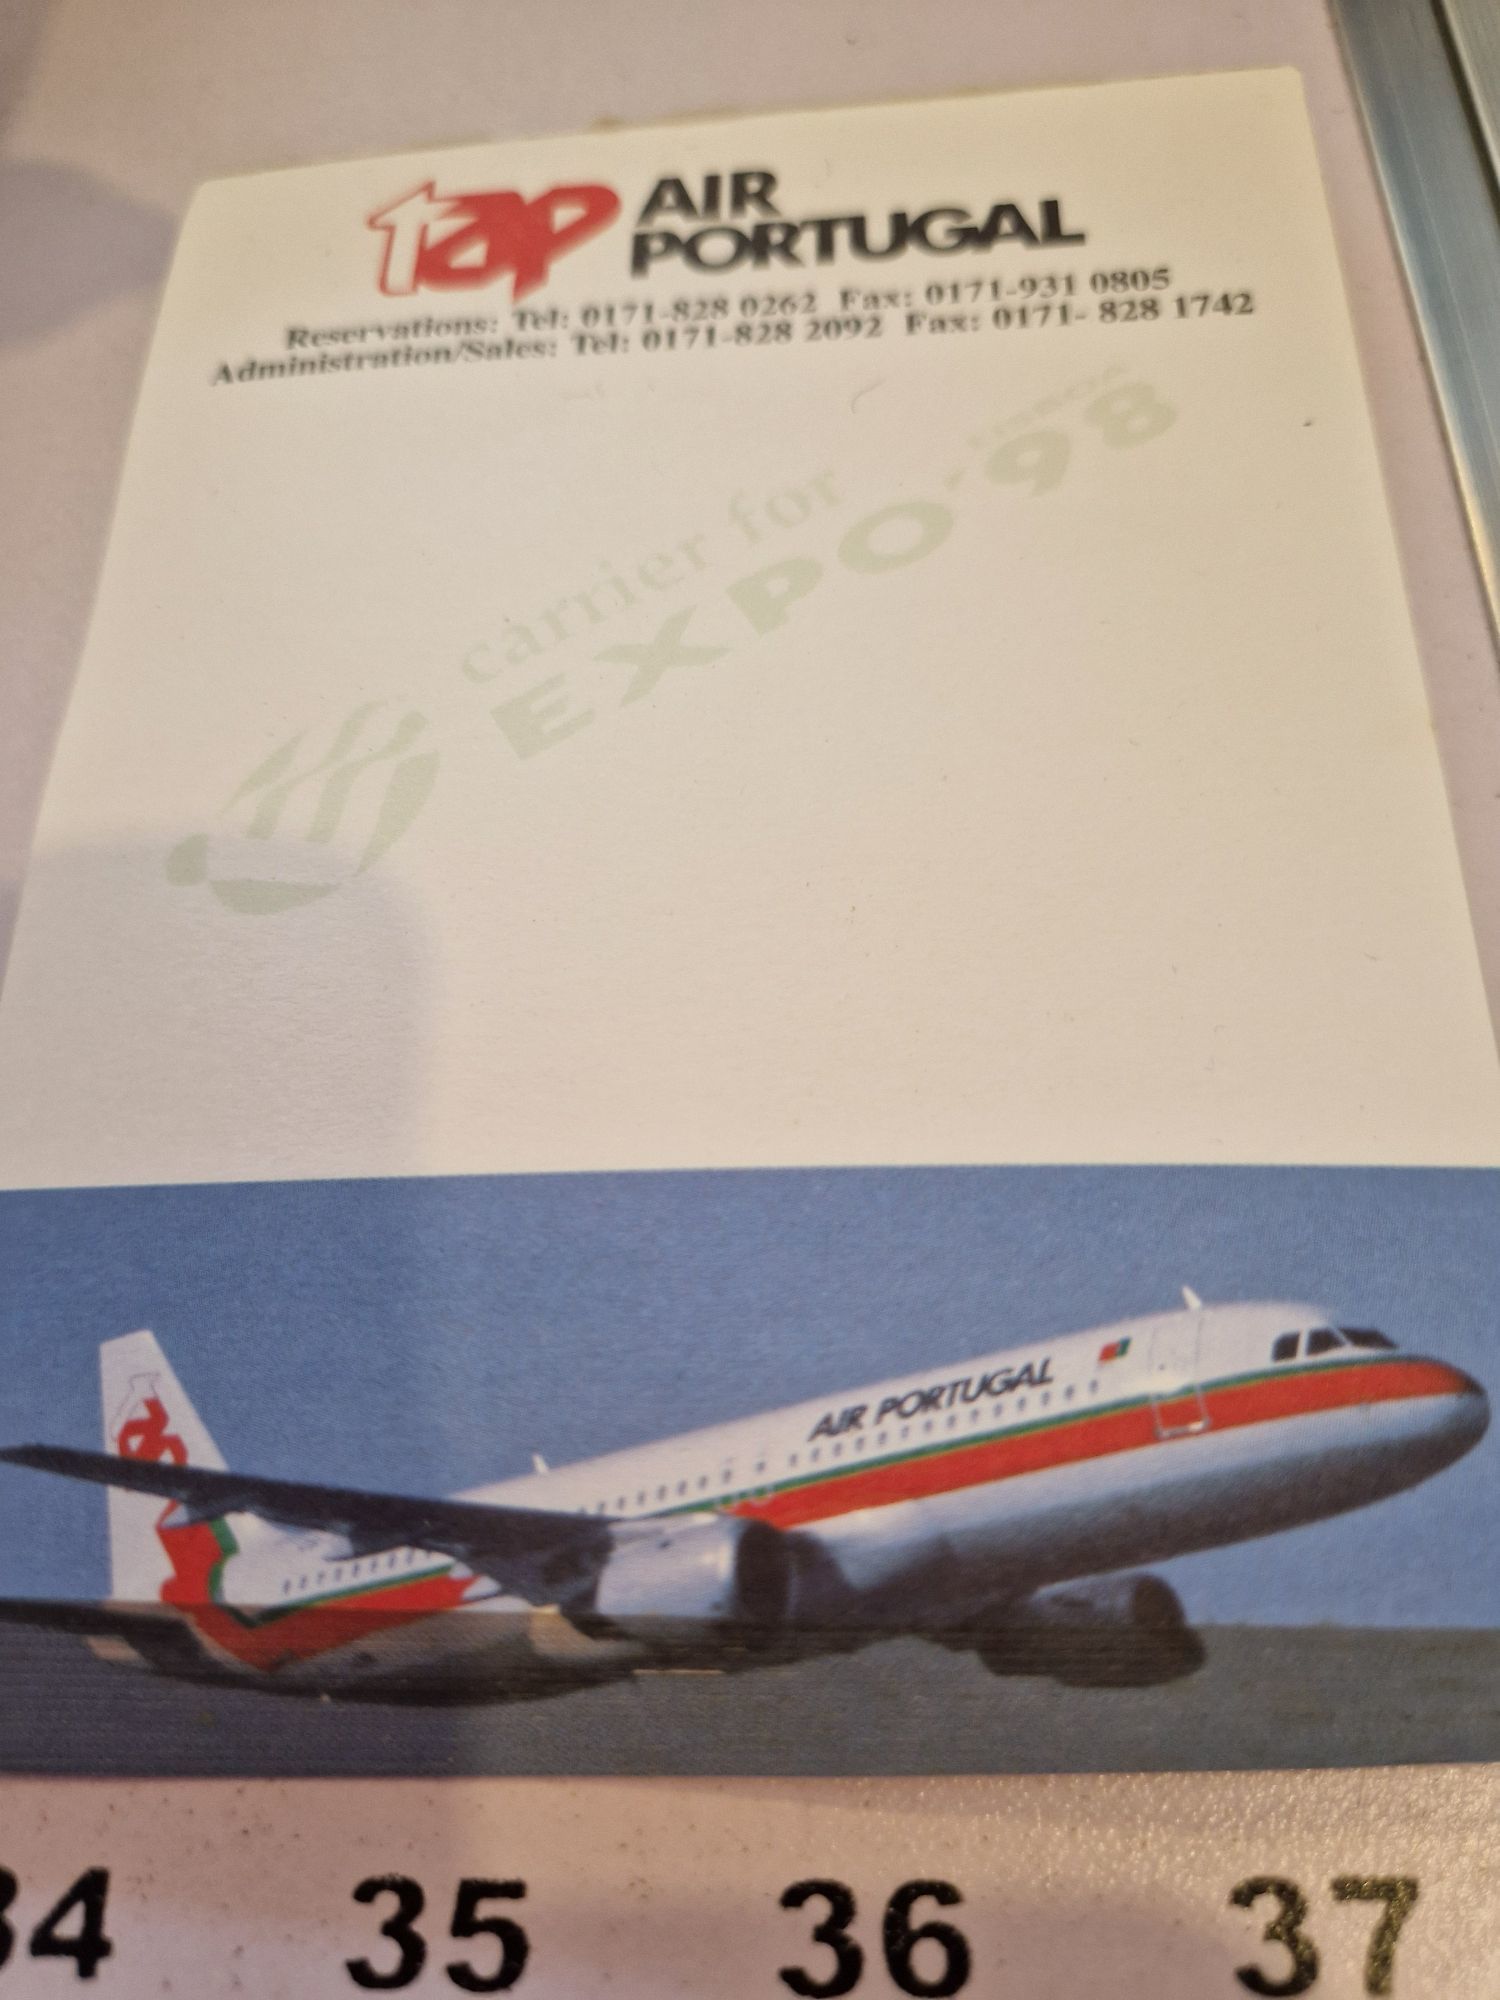 tap AIR
PORTUGAL
Reservations: Tel: 0171-828 0262 Fax: 0171-931 0805
Administration/Sales: Tel: 0171-828 2092 Fax: 0171- 828 1742
carrier for
EXPO'98
AIR PORTUGAL
34 35 36 37